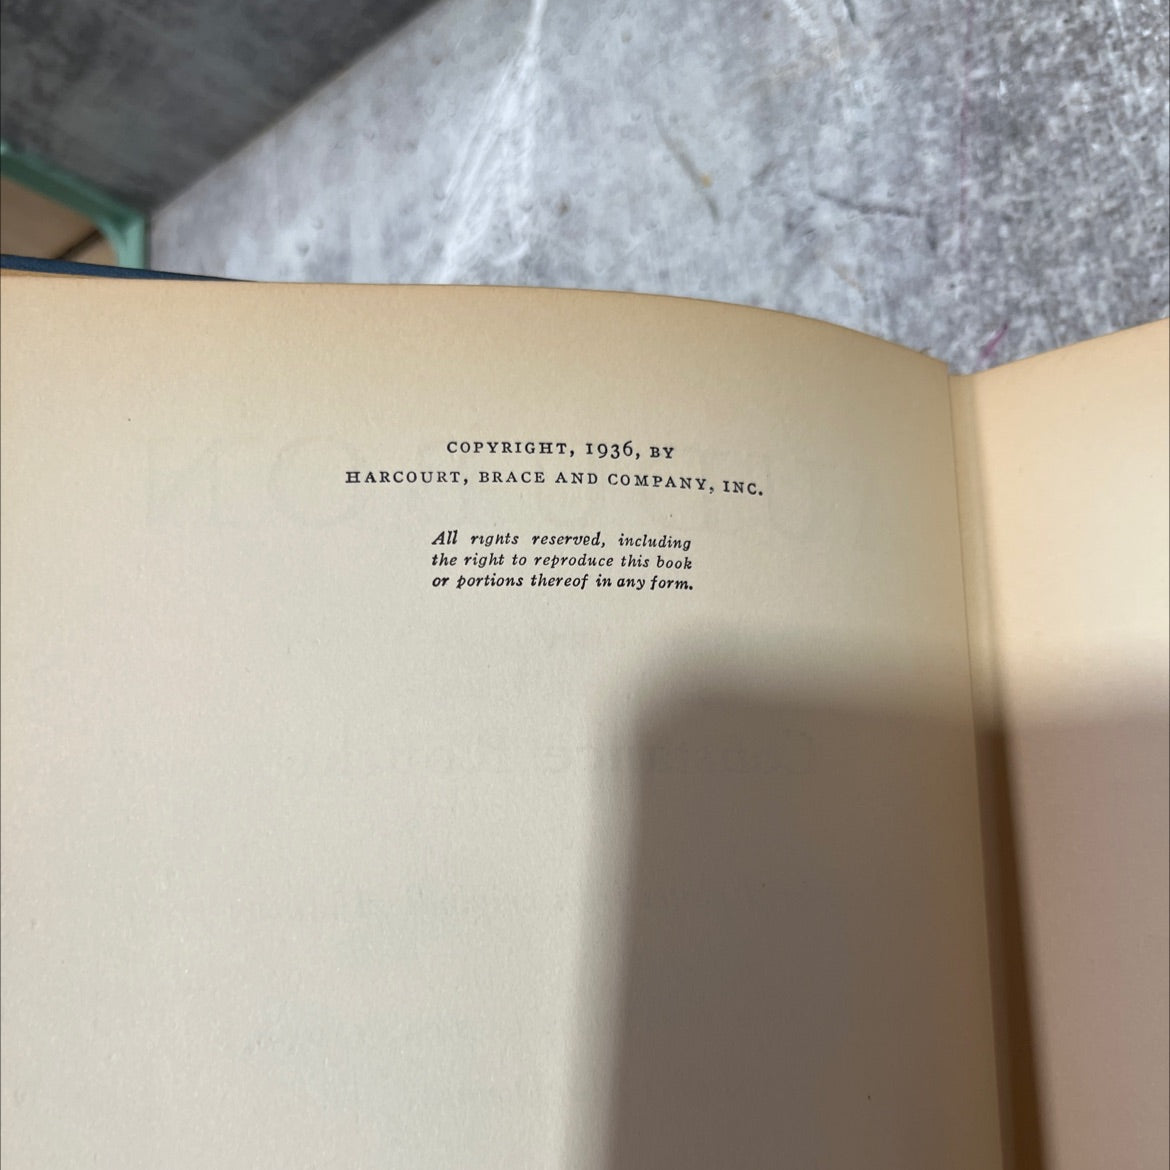 COPYRIGHT, 1936, BY
HARCOURT, BRACE AND COMPANY, INC.
All rights reserved, including
the right to reproduce this book
or portions thereof in any form.